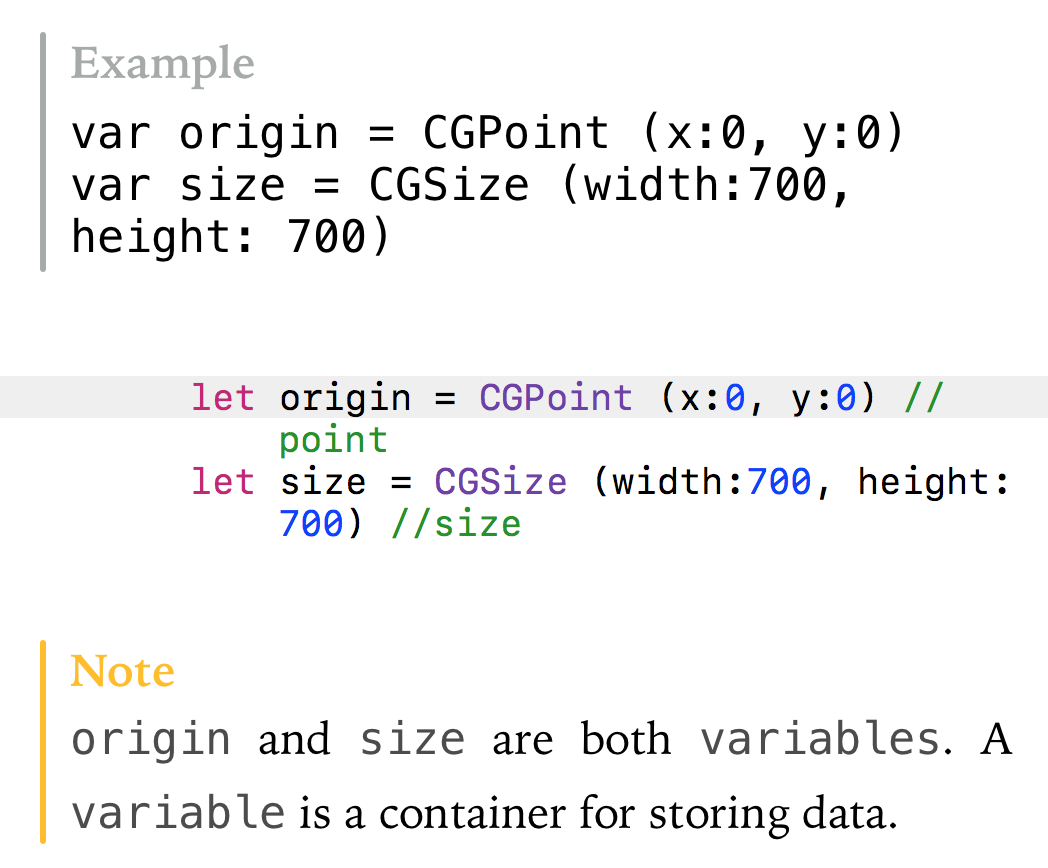 Example
var origin = CGPoint (x:0, y:0)
var size = CGSize (width:700,
height: 700)
let origin = CGPoint (x:0, y:0) //
point
let size = CGSize (width:700, height:
700) //size
Note
origin and size are both variables. A
variable is a container for storing data.